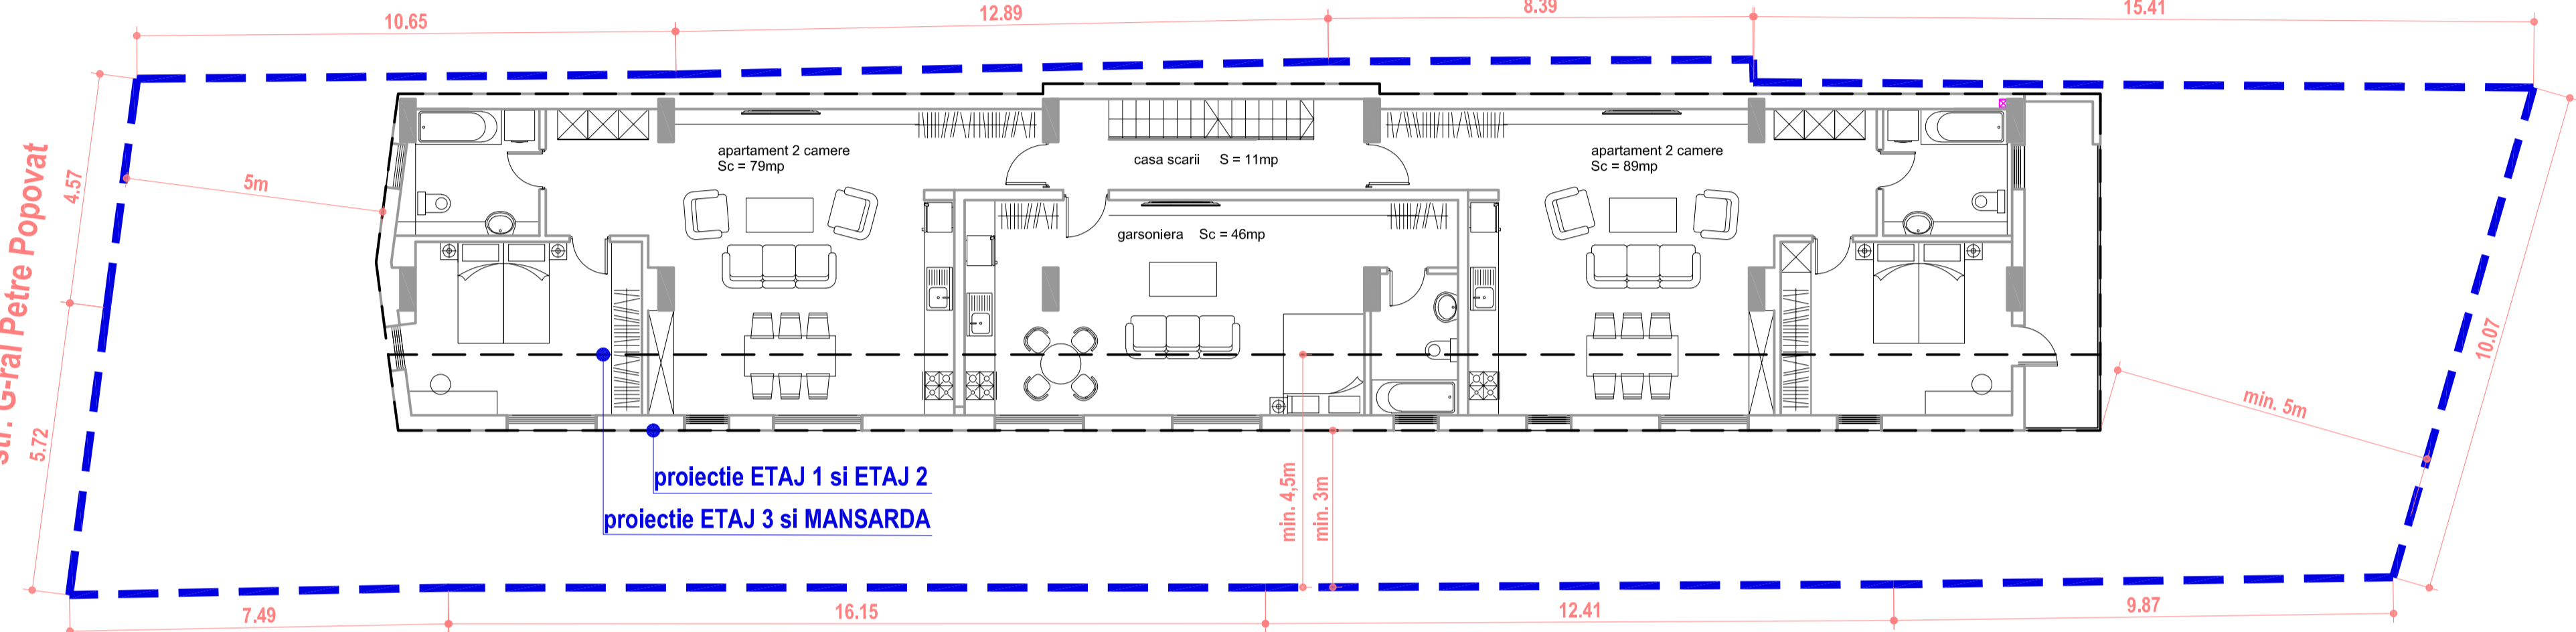 10.65
12.89
8.39
15.41
str. G-ral Petre Popovat
4.57
5.72
5m
apartament 2 camere
Sc = 79mp
casa scarii S = 11mp
garsoniera Sc = 46mp
apartament 2 camere
Sc = 89mp
10.07
min. 5m
proiectie ETAJ 1 si ETAJ 2
proiectie ETAJ 3 si MANSARDA
min. 4,5m
min. 3m
7.49
16.15
12.41
9.87